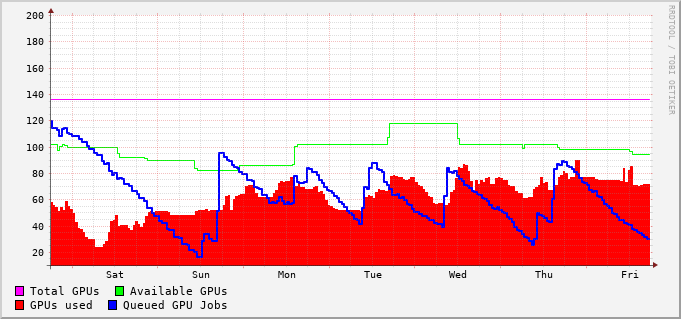 200
180
160
140
120
100
80
60
40
20
Sat Sun Mon Tue Wed Thu Fri
Total GPUs Available GPUs
GPUs used Queued GPU Jobs
RRDTOOL / TOBI OETIKER